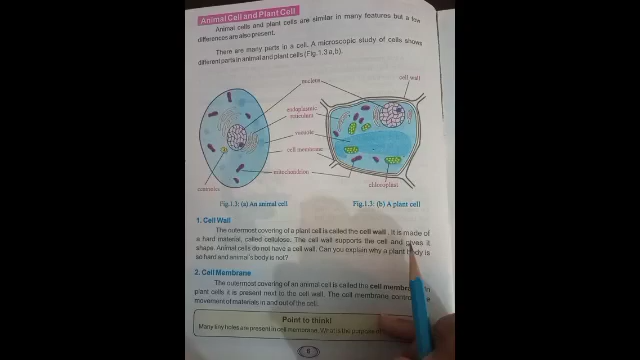 Animal Cell and Plant Cell
Animal cells and plant cells are similar in many features but a few
differences are also present.
There are many parts in a cell. A microscopic study of cells shows
different parts in animal and plant cells (Fig.1.3 a,b).
cell wall
nucleus
endoplasmic
reticulum
vesicle
cell membrane
mitochondrion
centrioles
chloroplast
Fig.1.3: (a) An animal cell
Fig.1.3: (b) A plant cell
1. Cell Wall
The outermost covering of a plant cell is called the cell wall. It is made of
a hard material, called cellulose. The cell wall supports the cell and gives it
shape. Animal cells do not have a cell wall. Can you explain why a plant body is
so hard and animal's body is not?
2. Cell Membrane
The outermost covering of an animal cell is called the cell
plant cells it is present next to the cell wall. The cell membrane
movement of materials in and out of the cell.
Point to think!
Many tiny holes are present in cell membrane. What is the purpose